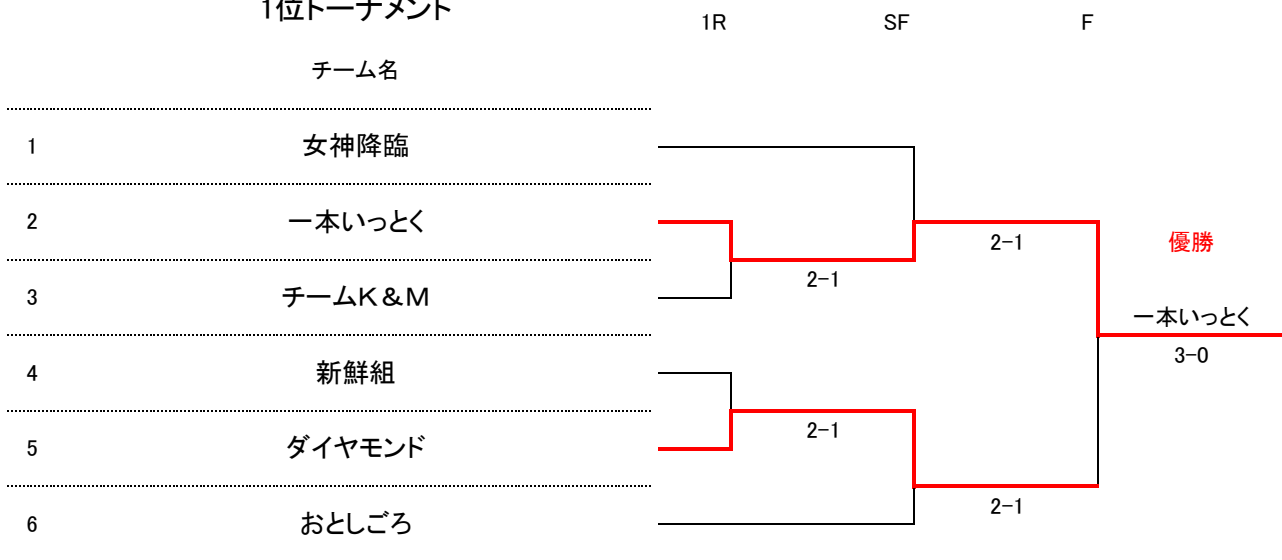 1位トーナメント
1R SF F
チーム名
1 女神降臨
2 一本いっとく
2-1 優勝
2-1
3 チームK&M
一本いっとく
3-0
4 新鮮組
2-1
5 ダイヤモンド
2-1
6 おとしごろ